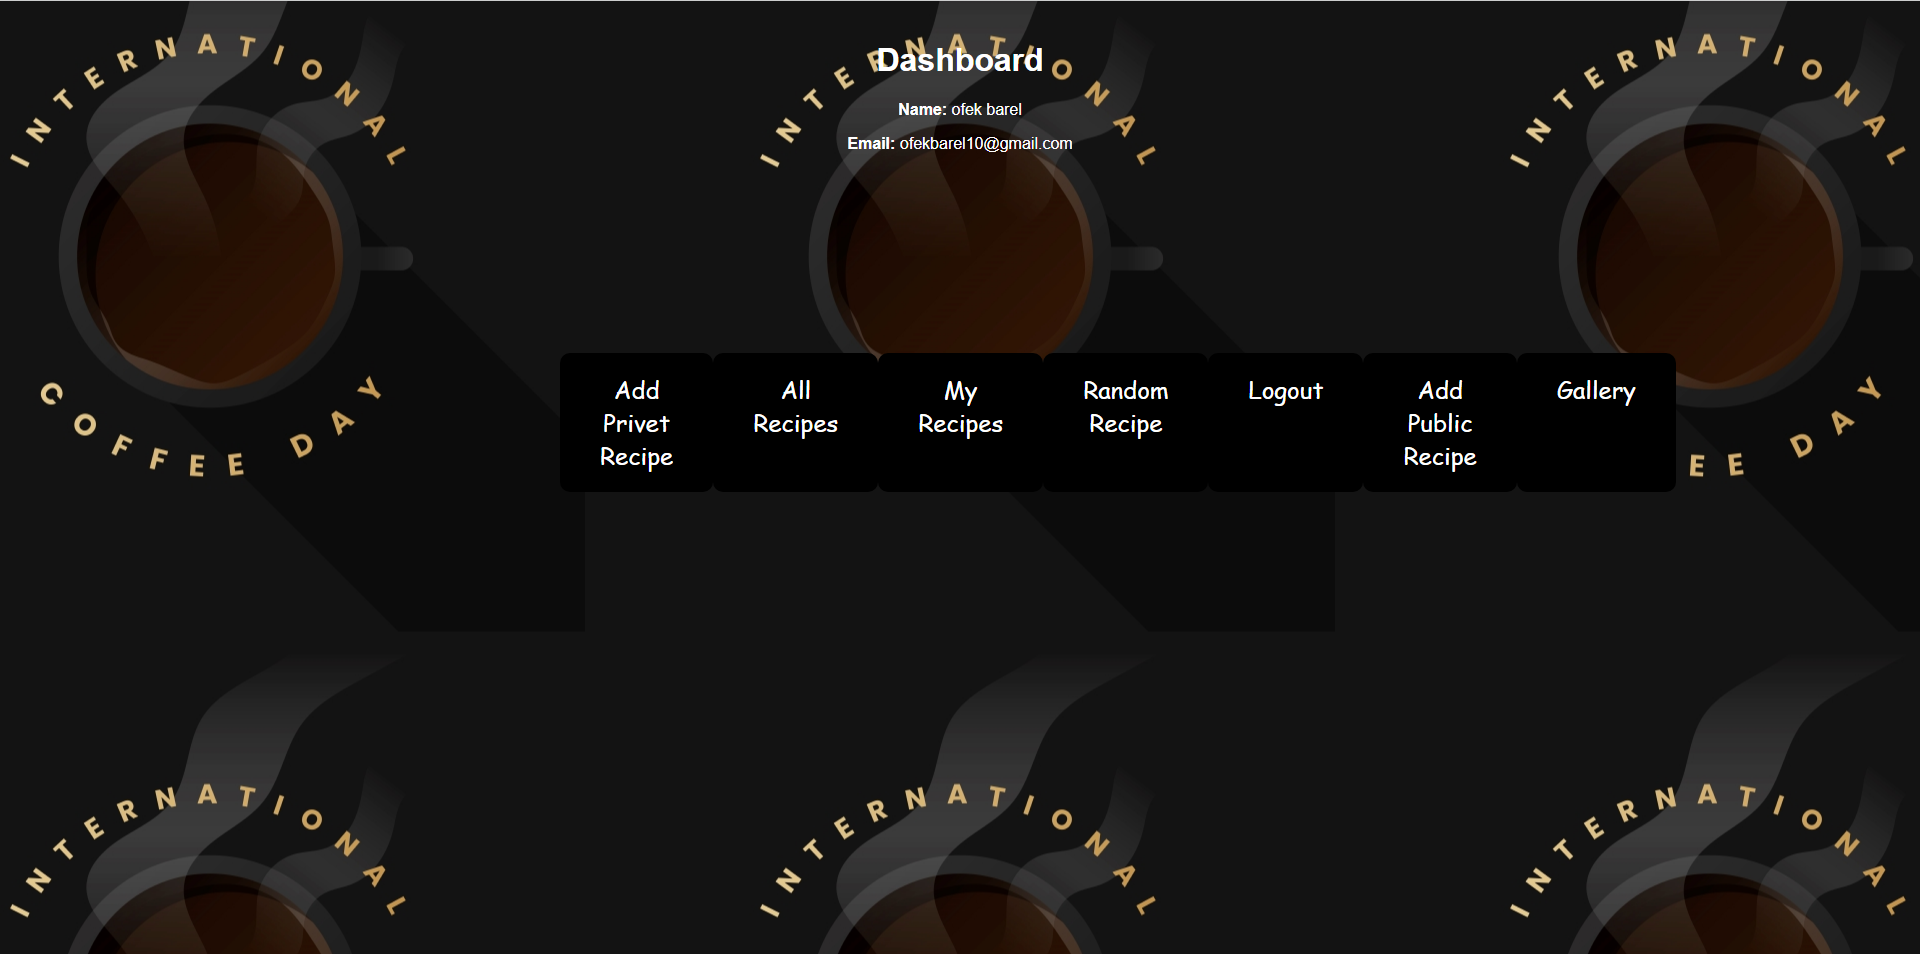 INTERNATIONAL
INTERNATIONAL
INTERNATIONAL
Dashboard
Name: ofek barel
Email: ofekbarel10@gmail.com
Add
Privet
Recipe
All
Recipes
My
Recipes
Random
Recipe
Logout
Add
Public
Recipe
Gallery
COFFEE DAY
EE DAY
INTERNATIONAL
INTERNATIONAL
INTERNATIONAL